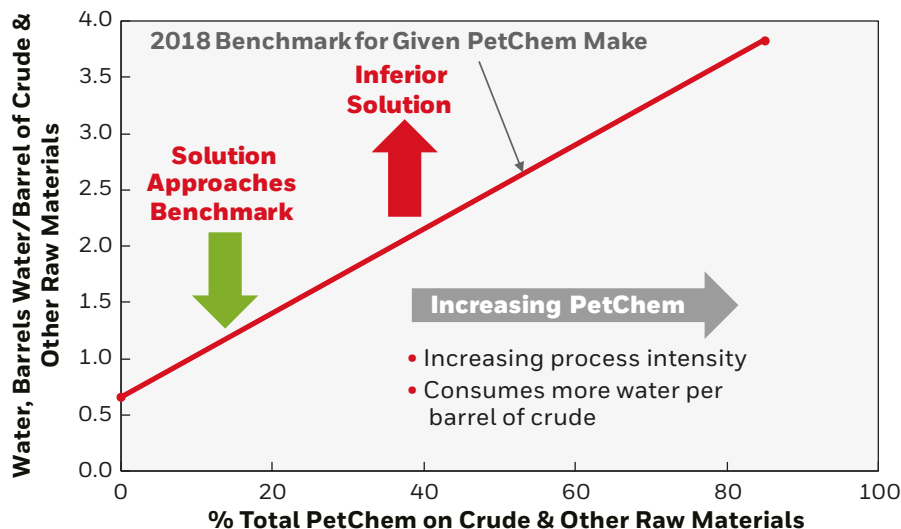 Water, Barrels Water/Barrel of Crude &
Other Raw Materials
4.0
3.5
3.0
2.5
2.0
1.5
1.0
0.5
0.0
2018 Benchmark for Given PetChem Make
Inferior
Solution
Solution
Approaches
Benchmark
Increasing PetChem
• Increasing process intensity
• Consumes more water per
barrel of crude
0 20 40 60 80 100
% Total PetChem on Crude & Other Raw Materials